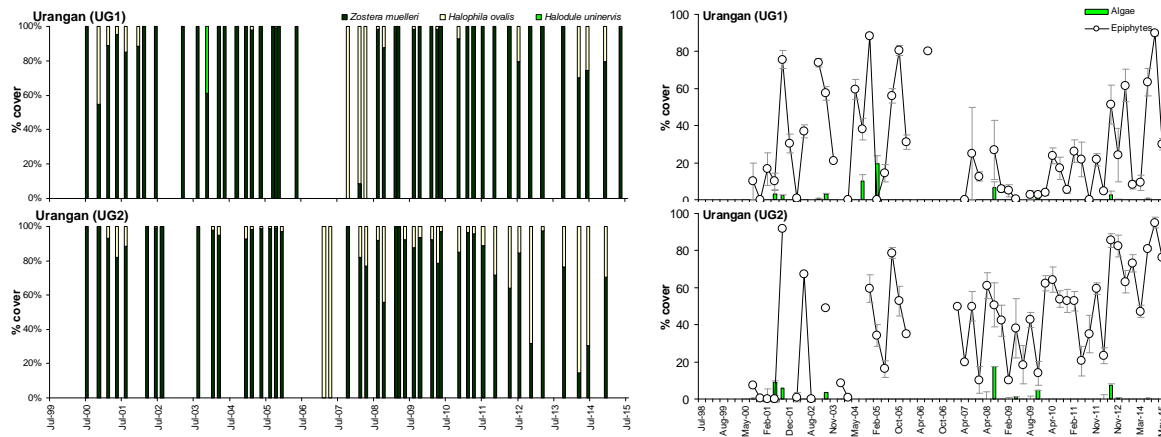 Urangan (UG1)
Zostera muelleri Halophila ovalis Halodule uninervis
% cover
100%
80%
60%
40%
20%
0%
Urangan (UG2)
% cover
100%
80%
60%
40%
20%
0%
Jul-99 Jul-00 Jul-01 Jul-02 Jul-03 Jul-04 Jul-05 Jul-06 Jul-07 Jul-08 Jul-09 Jul-10 Jul-11 Jul-12 Jul-13 Jul-14 Jul-15
Urangan (UG1)
Algae
Epiphytes
% cover
100
80
60
40
20
0
Urangan (UG2)
% cover
100
80
60
40
20
0
Jul-98 Aug-99 May-00 Feb-01 Dec-01 Aug-02 Nov-03 May-04 Feb-05 Oct-05 Feb-06 Apr-07 Apr-08 Feb-09 Aug-09 Apr-10 Feb-11 Nov-11 Nov-12 Mar-14